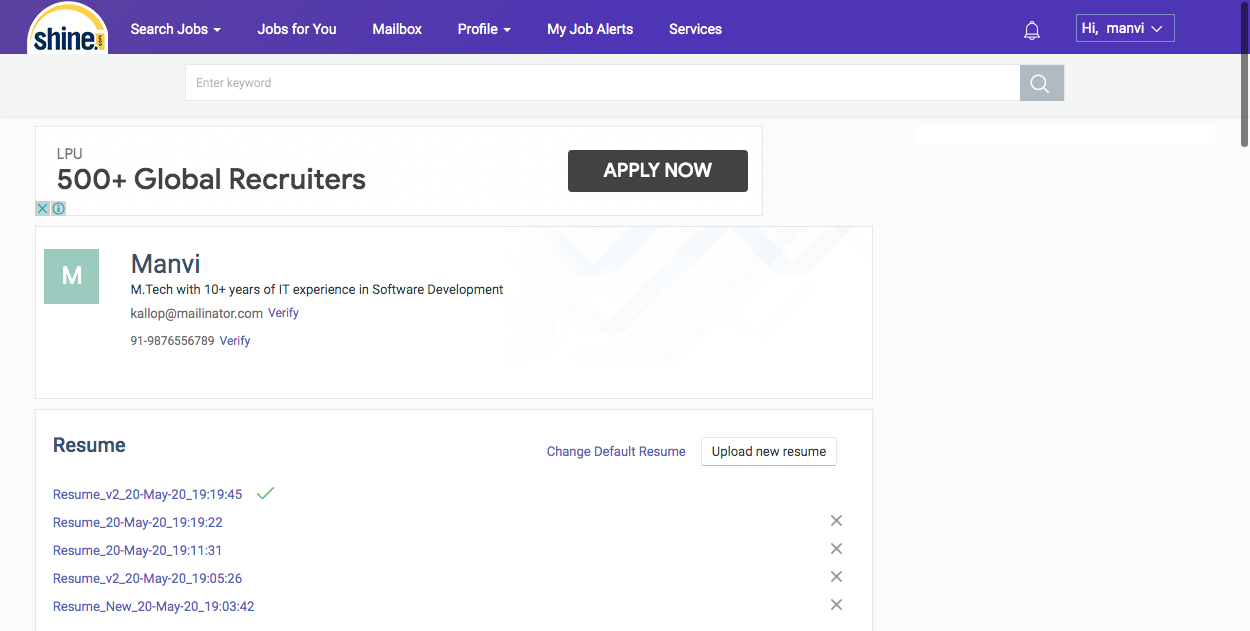 shine.com
Search Jobs
Jobs for You
Mailbox
Profile
My Job Alerts
Services
Hi, manvi
Enter keyword
LPU
500+ Global Recruiters
APPLY NOW
M
Manvi
M.Tech with 10+ years of IT experience in Software Development
kallop@mailinator.com Verify
91-9876556789 Verify
Resume
Change Default Resume
Upload new resume
Resume_v2_20-May-20_19:19:45
Resume_20-May-20_19:19:22
Resume_20-May-20_19:11:31
Resume_v2_20-May-20_19:05:26
Resume_New_20-May-20_19:03:42